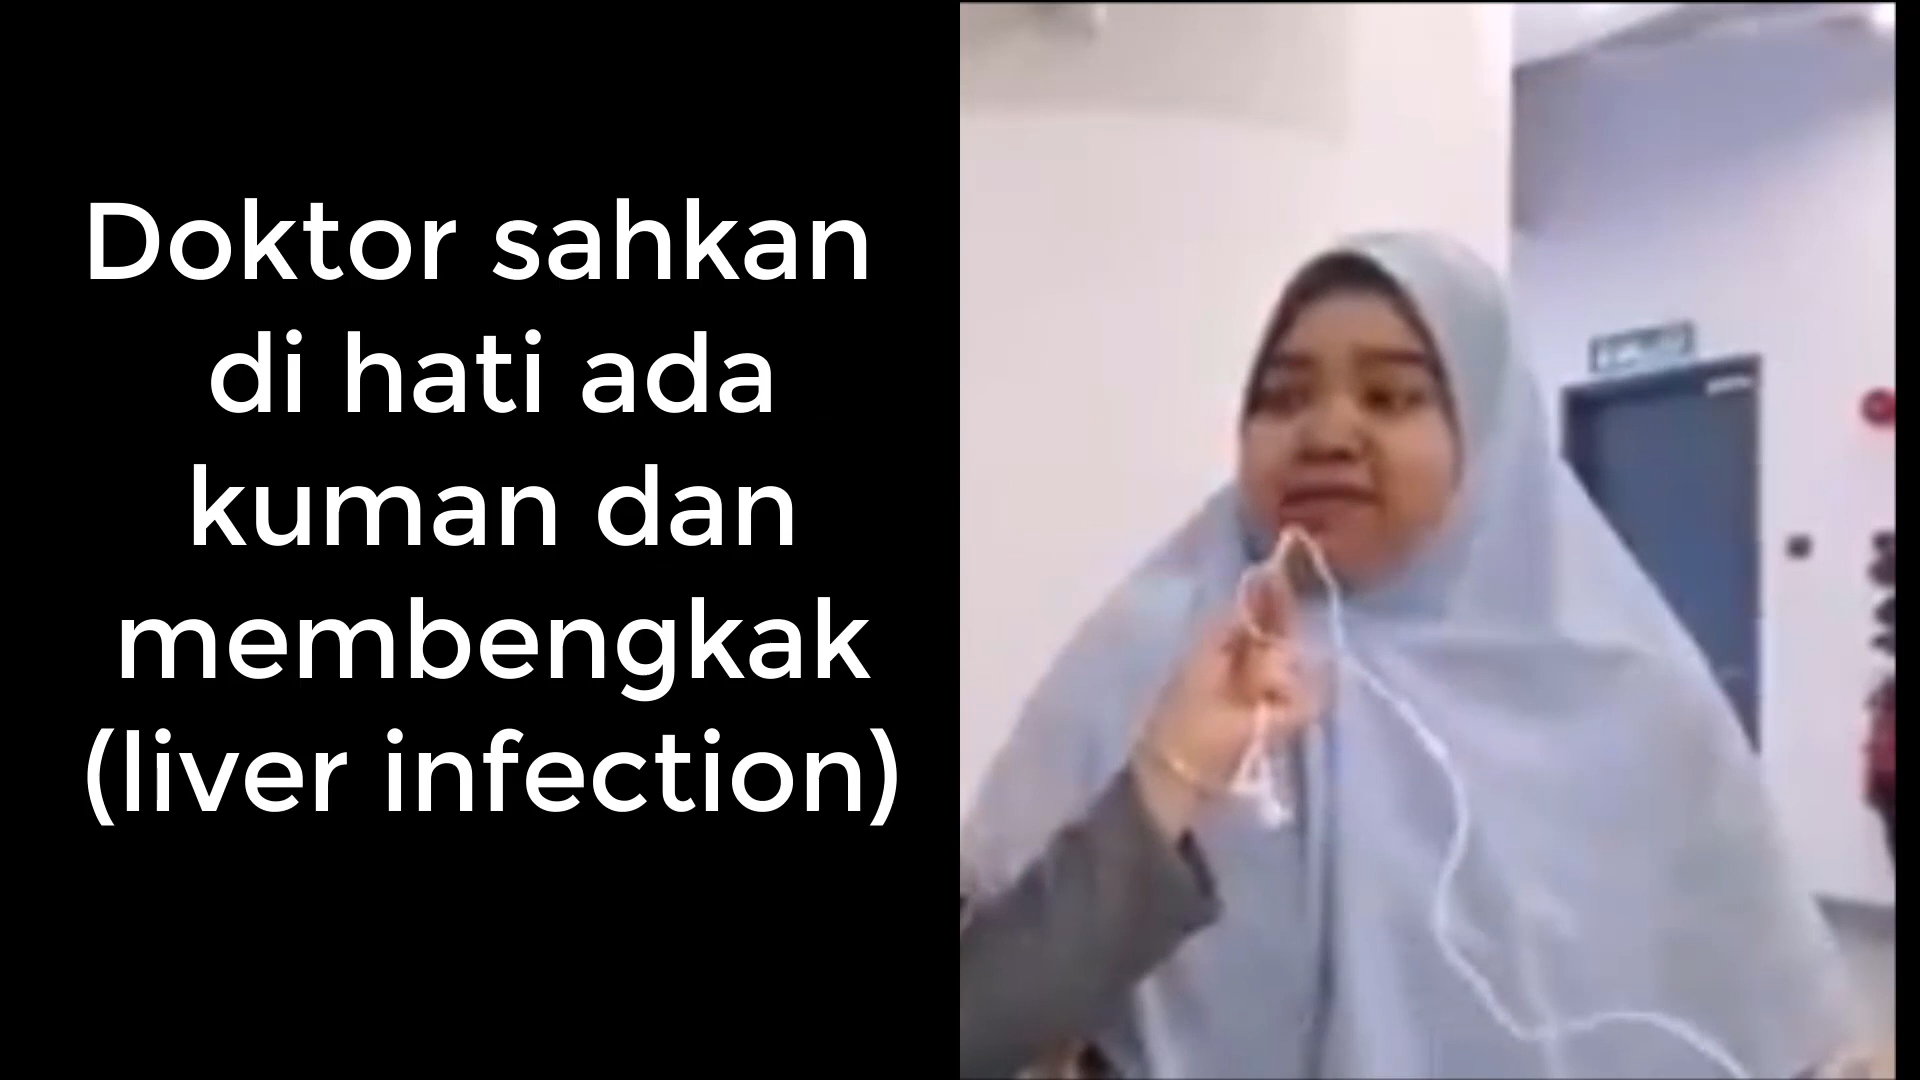 Doktor sahkan
di hati ada
kuman dan
membengkak
(liver infection)